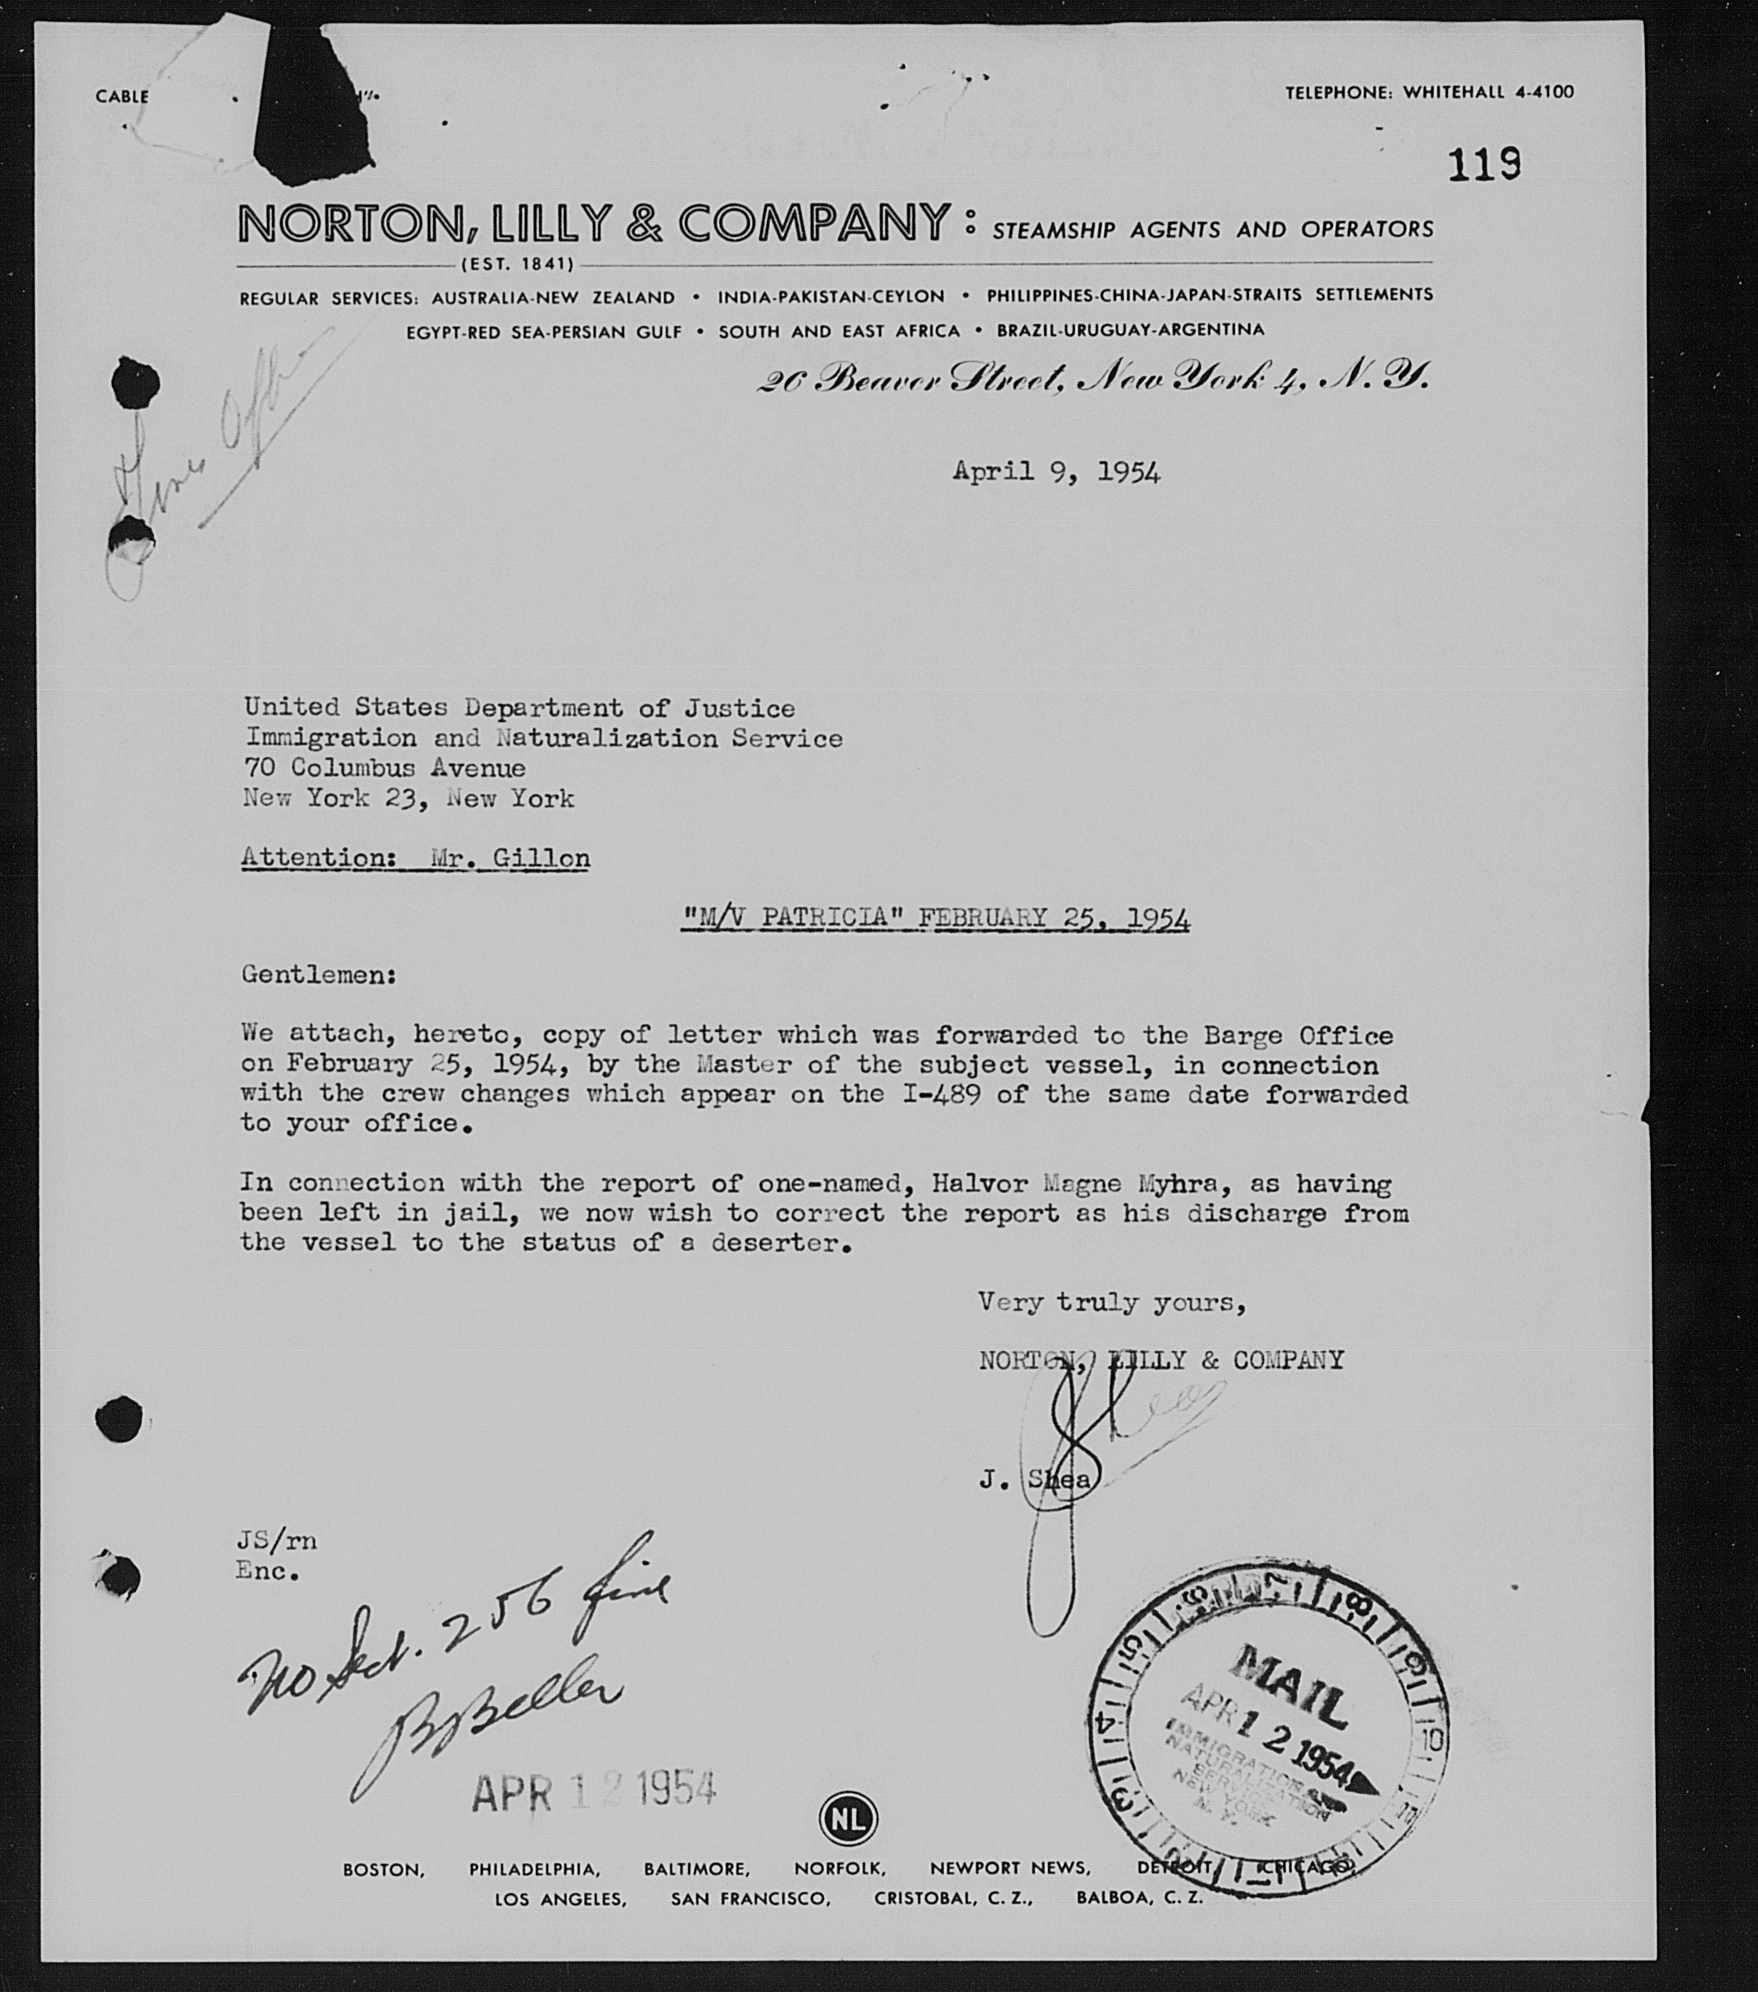 CABLE
TELEPHONE: WHITEHALL 4-4100
119
NORTON, LILLY & COMPANY: STEAMSHIP AGENTS AND OPERATORS
(EST. 1841)
REGULAR SERVICES: AUSTRALIA-NEW ZEALAND • INDIA-PAKISTAN-CEYLON • PHILIPPINES-CHINA-JAPAN-STRAITS SETTLEMENTS
EGYPT-RED SEA-PERSIAN GULF • SOUTH AND EAST AFRICA • BRAZIL-URUGUAY-ARGENTINA
26 Beaver Street, New York 4, N. Y.
April 9, 1954
United States Department of Justice
Immigration and Naturalization Service
70 Columbus Avenue
New York 23, New York
Attention: Mr. Gillon
"M/V PATRICIA" FEBRUARY 25, 1954
Gentlemen:
We attach, hereto, copy of letter which was forwarded to the Barge Office
on February 25, 1954, by the Master of the subject vessel, in connection
with the crew changes which appear on the I-489 of the same date forwarded
to your office.
In connection with the report of one-named, Halvor Magne Myhra, as having
been left in jail, we now wish to correct the report as his discharge from
the vessel to the status of a deserter.
Very truly yours,
NORTON, LILLY & COMPANY
J. Shea
JS/rn
Enc.
No Sect. 256 fine
APR 12 1954
MAIL
APR 12 1954
IMMIGRATION &
NATURALIZATION
SERVICE
NEW YORK
N. Y.
NL
BOSTON, PHILADELPHIA, BALTIMORE, NORFOLK, NEWPORT NEWS, DETROIT, CHICAGO,
LOS ANGELES, SAN FRANCISCO, CRISTOBAL, C. Z., BALBOA, C. Z.